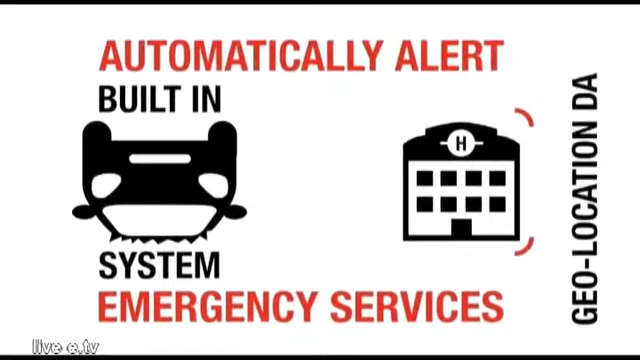 AUTOMATICALLY ALERT
BUILT IN
H
SYSTEM
EMERGENCY SERVICES
GEO-LOCATION DA
live-e.tv